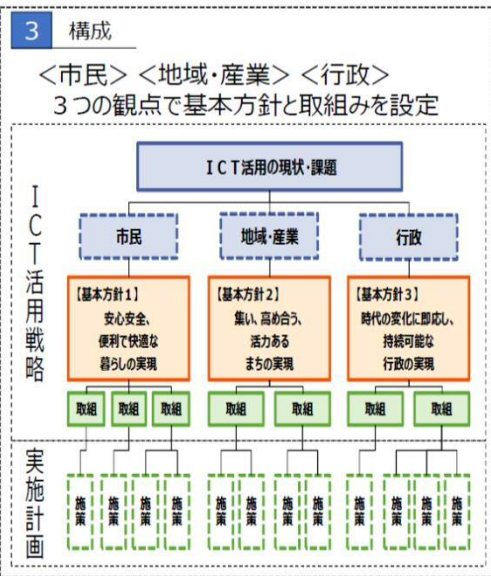 3 構成
＜市民＞ ＜地域・産業＞ ＜行政＞
３つの観点で基本方針と取組みを設定
ＩＣＴ活用戦略
ＩＣＴ活用の現状・課題
市民 地域・産業 行政
【基本方針１】
安心安全、
便利で快適な
暮らしの実現
【基本方針２】
集い、高め合う、
活力ある
まちの実現
【基本方針３】
時代の変化に即応し、
持続可能な
行政の実現
取組 取組 取組 取組 取組 取組 取組
実施計画
施策 施策 施策 施策 施策 施策 施策 施策 施策 施策 施策 施策